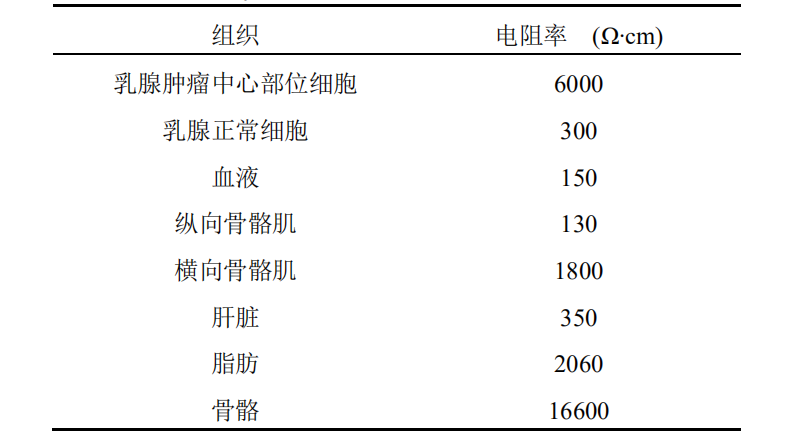 组织 电阻率 (Ω·cm)
乳腺肿瘤中心部位细胞 6000
乳腺正常细胞 300
血液 150
纵向骨骼肌 130
横向骨骼肌 1800
肝脏 350
脂肪 2060
骨骼 16600